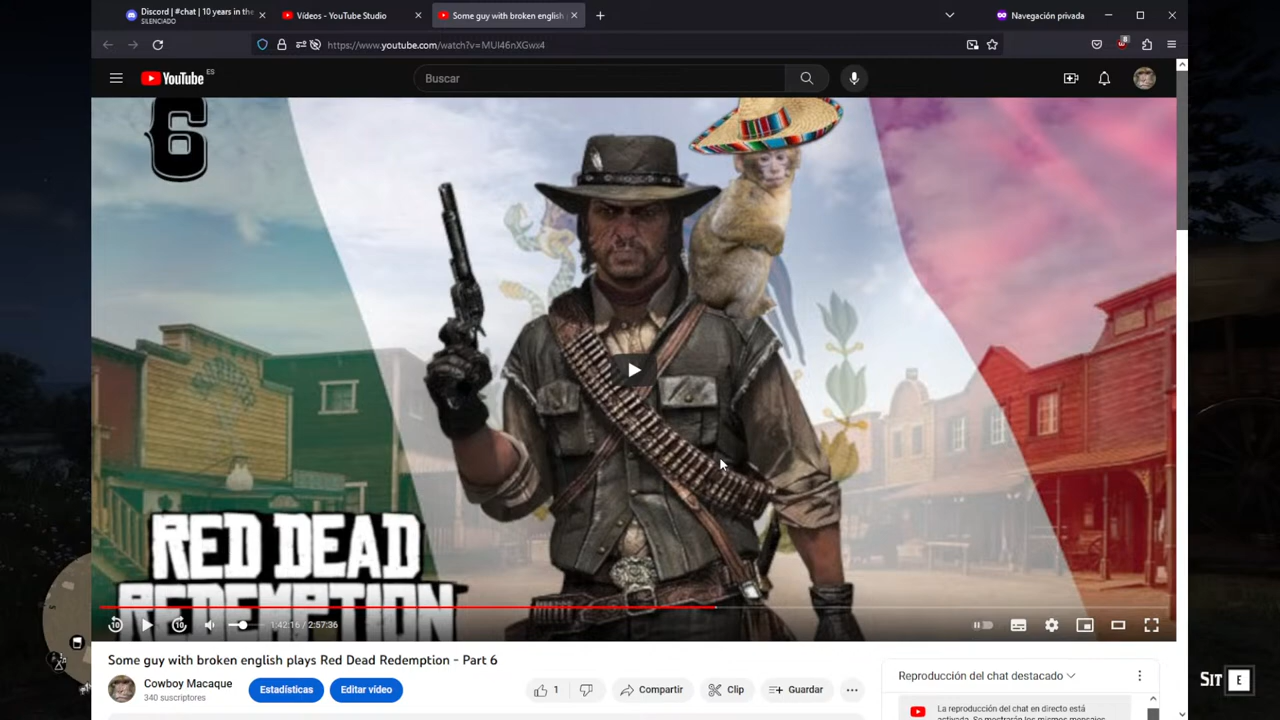 Discord | #chat | 10 years in the
SILENCIADO
Vídeos - YouTube Studio
Some guy with broken english
Navegación privada
https://www.youtube.com/watch?v=MUI46nXGwx4
8
YouTube ES
Buscar
6
RED DEAD
REDEMPTION
1:42:16 / 2:57:36
Some guy with broken english plays Red Dead Redemption - Part 6
Cowboy Macaque
340 suscriptores
Estadísticas
Editar vídeo
1
Compartir
Clip
Guardar
Reproducción del chat destacado
La reproducción del chat en directo está
activada. Se mostrarán los mismos mensajes
SIT E